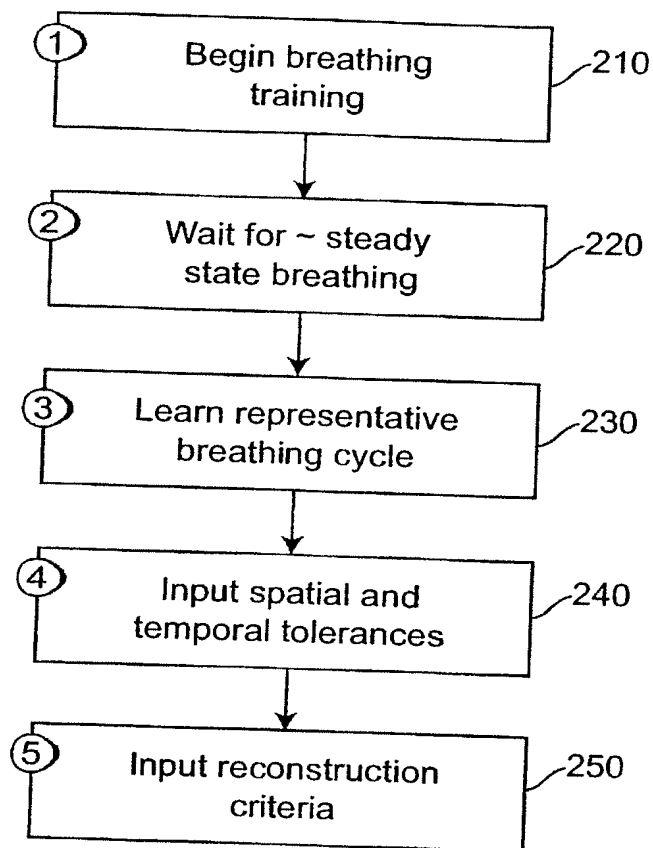 1
Begin breathing
training
210
2
Wait for ~ steady
state breathing
220
3
Learn representative
breathing cycle
230
4
Input spatial and
temporal tolerances
240
5
Input reconstruction
criteria
250